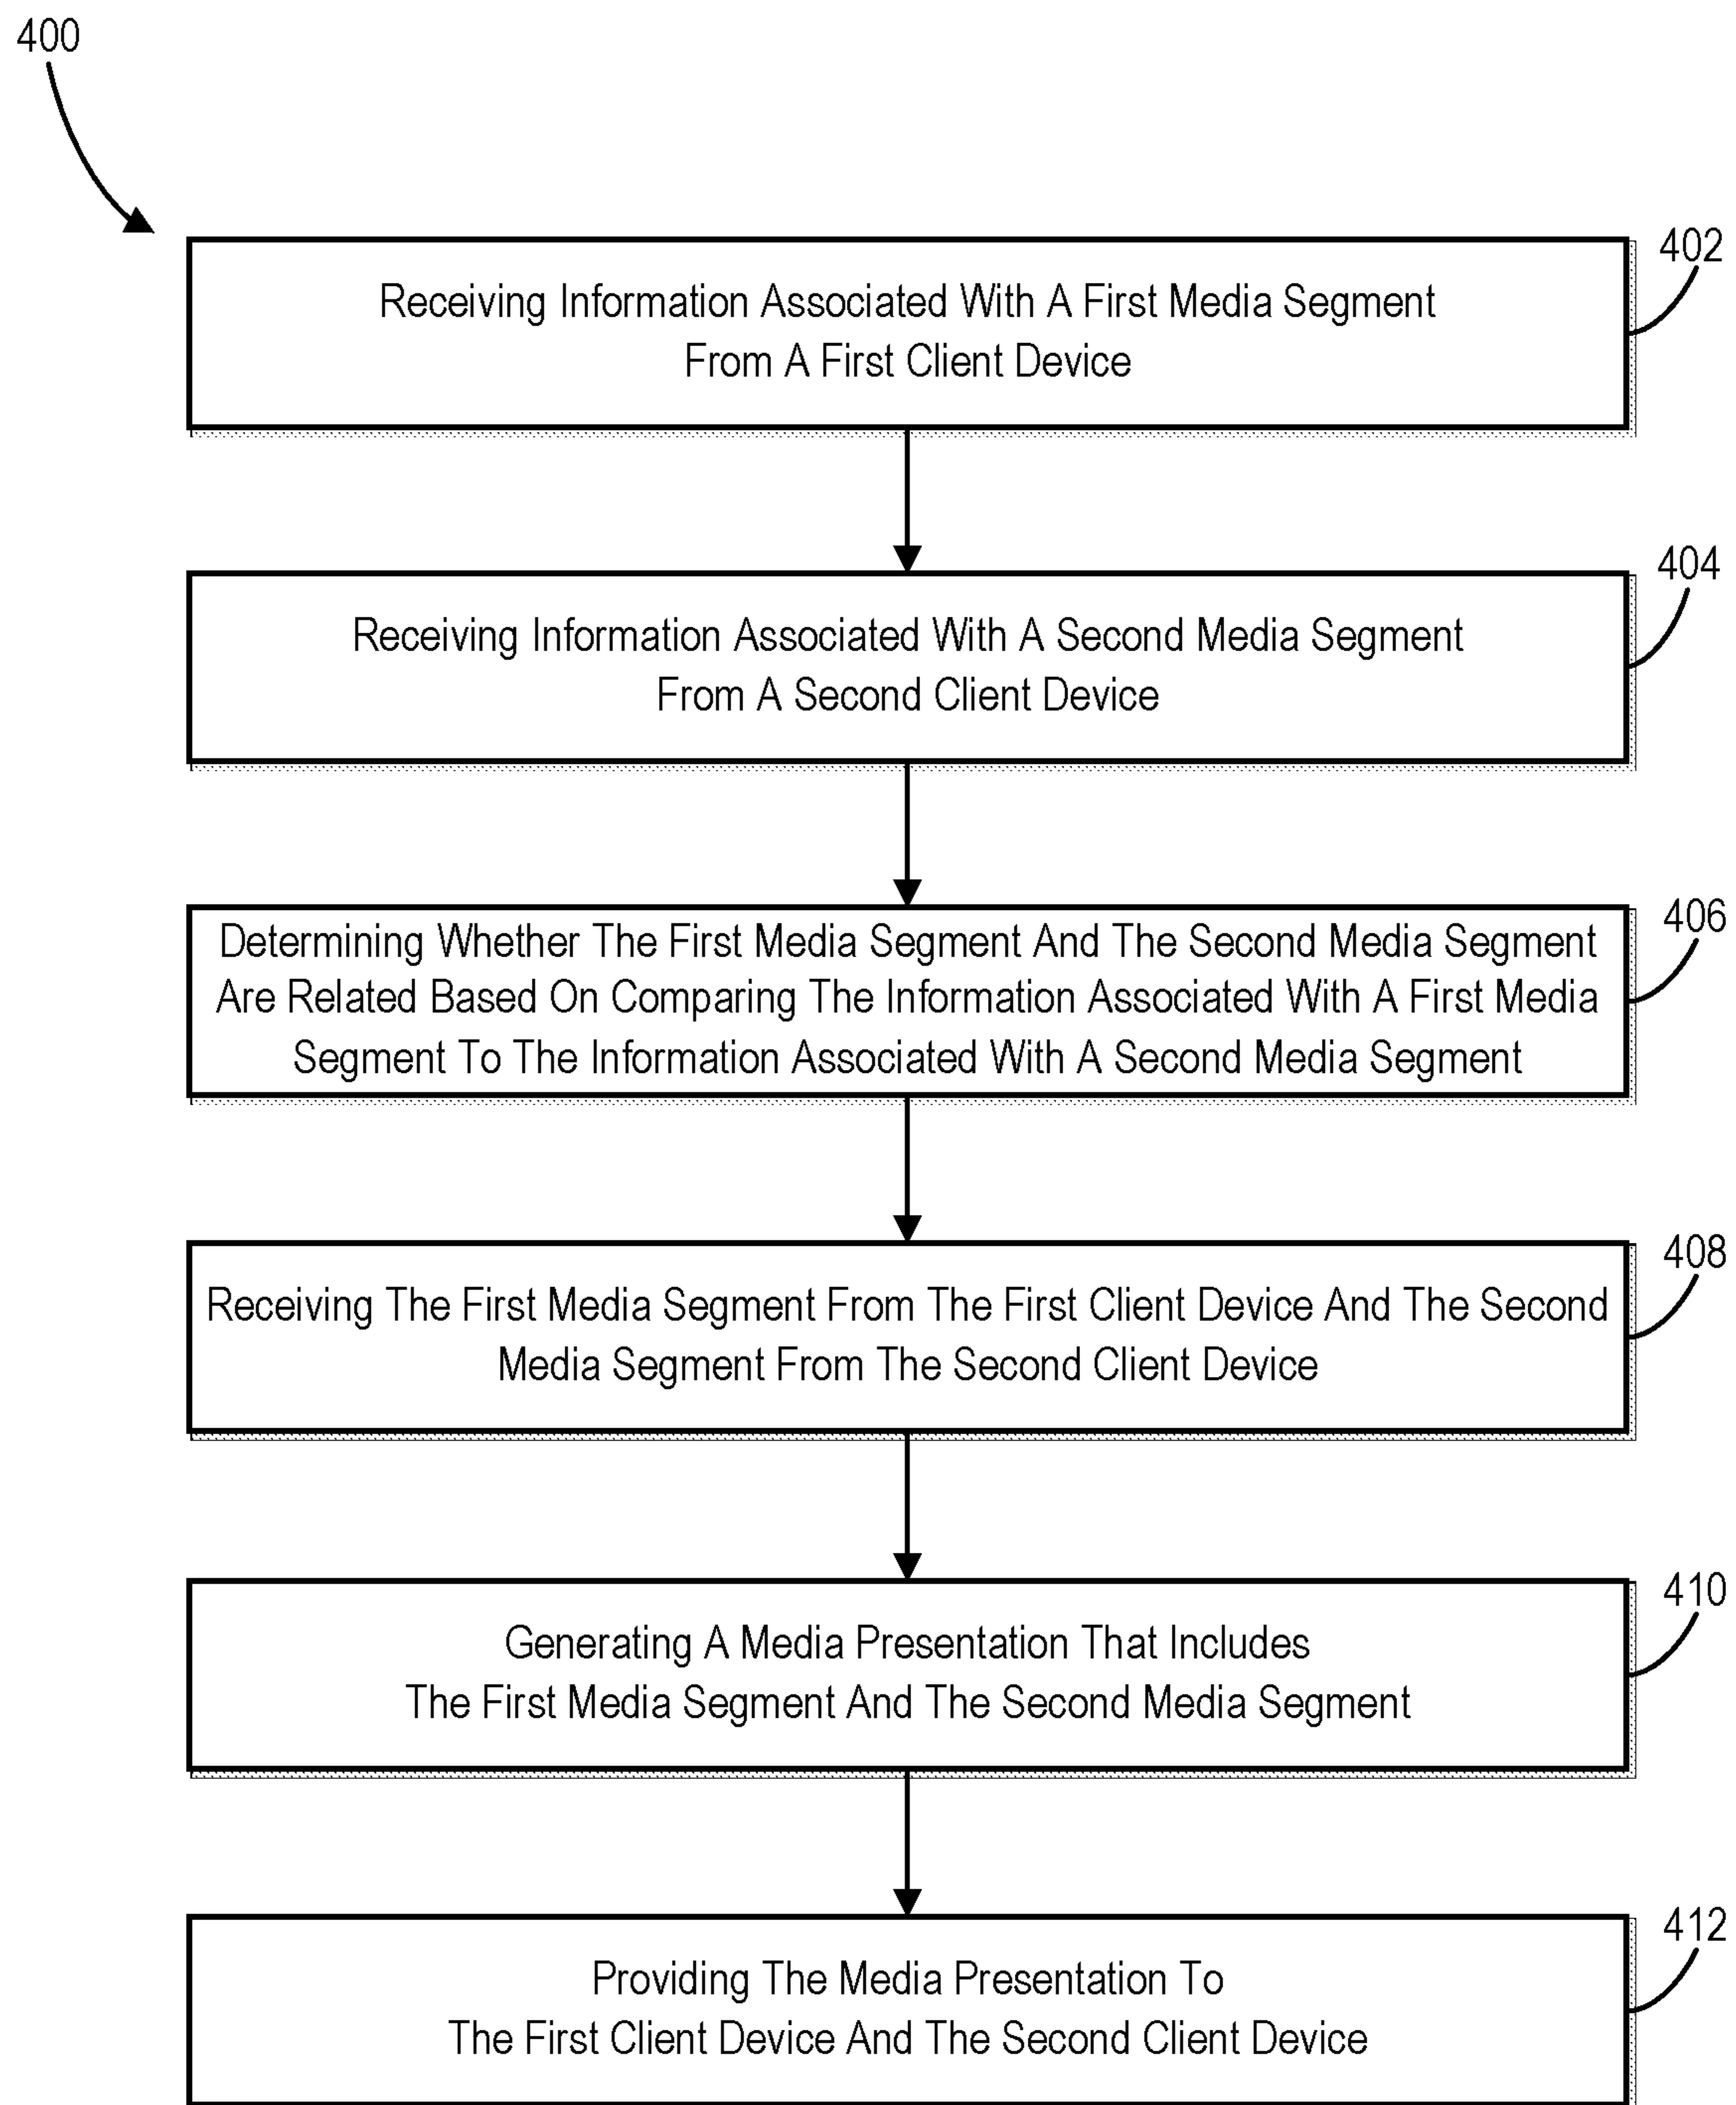 400
402
Receiving Information Associated With A First Media Segment
From A First Client Device
404
Receiving Information Associated With A Second Media Segment
From A Second Client Device
406
Determining Whether The First Media Segment And The Second Media Segment
Are Related Based On Comparing The Information Associated With A First Media
Segment To The Information Associated With A Second Media Segment
408
Receiving The First Media Segment From The First Client Device And The Second
Media Segment From The Second Client Device
410
Generating A Media Presentation That Includes
The First Media Segment And The Second Media Segment
412
Providing The Media Presentation To
The First Client Device And The Second Client Device